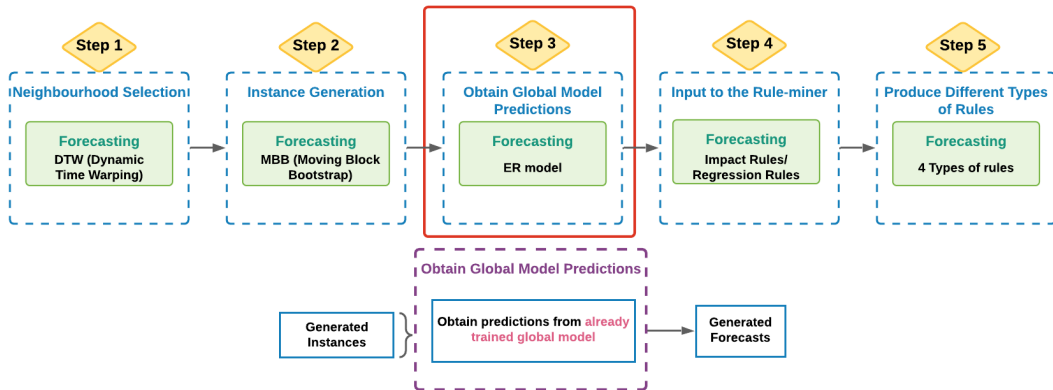 Step 1
Step 2
Step 3
Step 4
Step 5
Neighbourhood Selection
Forecasting
DTW (Dynamic
Time Warping)
Instance Generation
Forecasting
MBB (Moving Block
Bootstrap)
Obtain Global Model
Predictions
Forecasting
ER model
Input to the Rule-miner
Forecasting
Impact Rules/
Regression Rules
Produce Different Types
of Rules
Forecasting
4 Types of rules
Obtain Global Model Predictions
Generated
Instances
Obtain predictions from already
trained global model
Generated
Forecasts